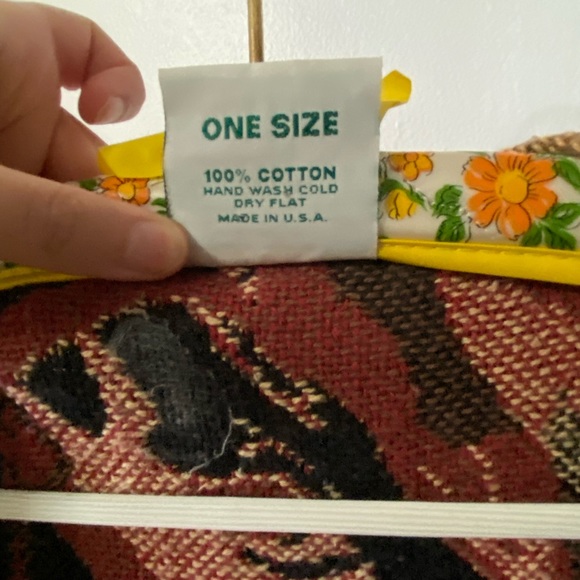 ONE SIZE
100% COTTON
HAND WASH COLD
DRY FLAT
MADE IN U.S.A.